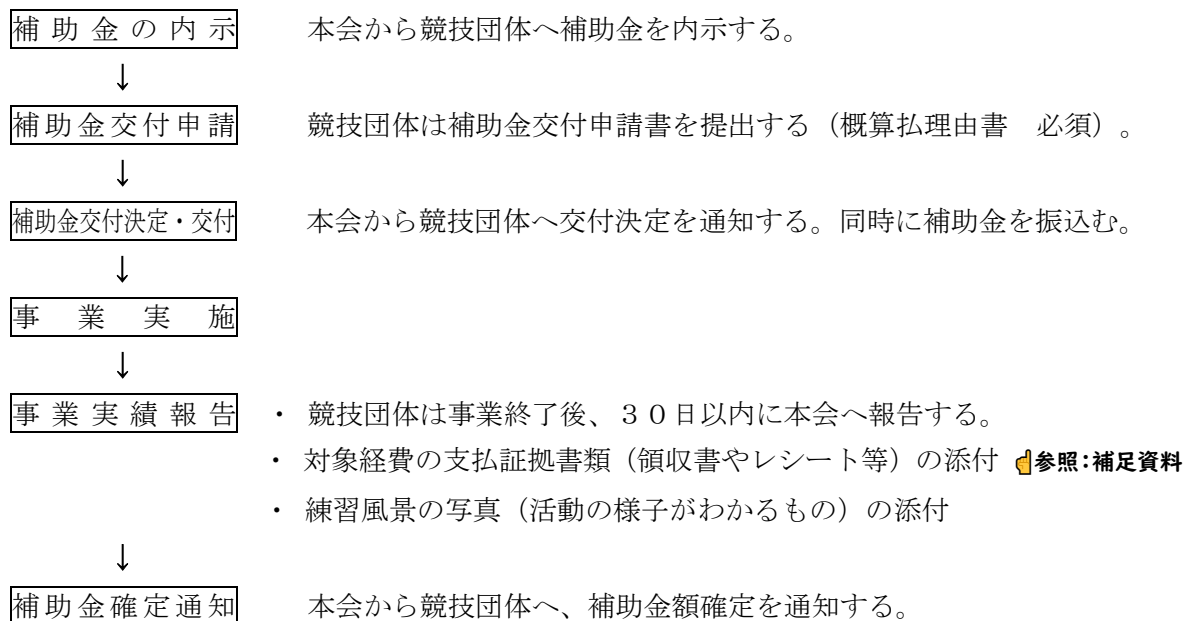 補助金の内示 本会から競技団体へ補助金を内示する。
↓
補助金交付申請 競技団体は補助金交付申請書を提出する（概算払理由書 必須）。
↓
補助金交付決定・交付 本会から競技団体へ交付決定を通知する。同時に補助金を振込む。
↓
事業実施
↓
事業実績報告 ・ 競技団体は事業終了後、３０日以内に本会へ報告する。
・ 対象経費の支払証拠書類（領収書やレシート等）の添付 ☝参照：補足資料
・ 練習風景の写真（活動の様子がわかるもの）の添付
↓
補助金確定通知 本会から競技団体へ、補助金額確定を通知する。